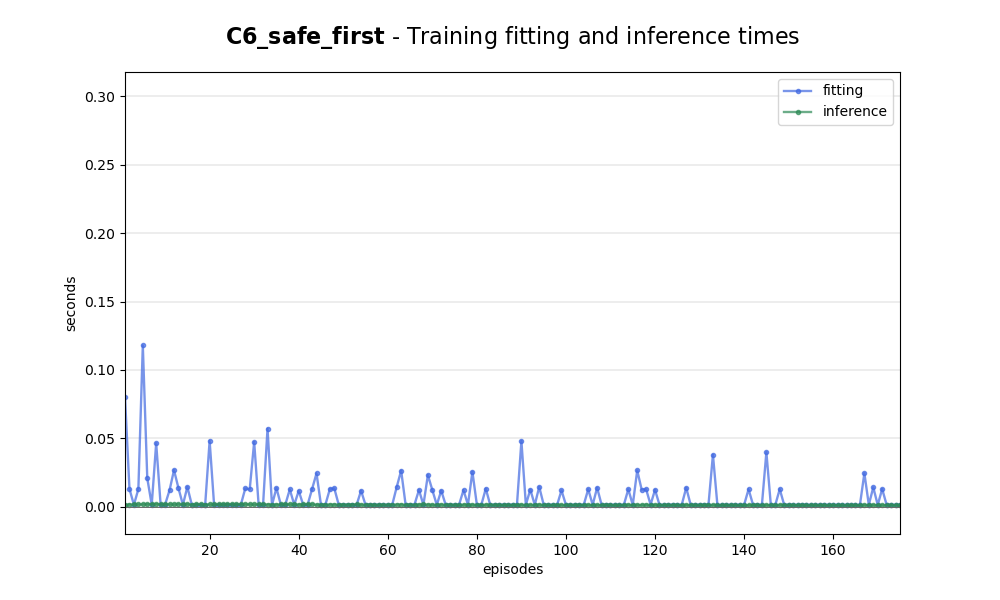 C6_safe_first - Training fitting and inference times
fitting
inference
0.30
0.25
0.20
0.15
0.10
0.05
0.00
seconds
20 40 60 80 100 120 140 160
episodes